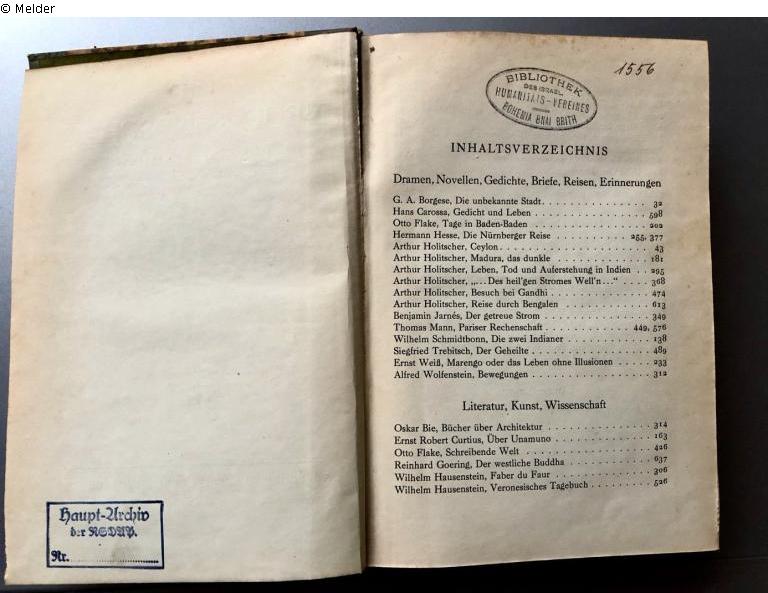 © Melder
Haupt-Archiv
der NSDAP.
Nr.
1556
BIBLIOTHEK
DES ISRAEL.
HUMANITÄTS-VEREINES
BOHEMIA BNAI BRITH
INHALTSVERZEICHNIS
Dramen, Novellen, Gedichte, Briefe, Reisen, Erinnerungen
G. A. Borgese, Die unbekannte Stadt. . . . . . . . . . . . . . . . 32
Hans Carossa, Gedicht und Leben . . . . . . . . . . . . . . . . 598
Otto Flake, Tage in Baden-Baden . . . . . . . . . . . . . . . . 202
Hermann Hesse, Die Nürnberger Reise . . . . . . . . . . 255, 377
Arthur Holitscher, Ceylon . . . . . . . . . . . . . . . . . . . . 43
Arthur Holitscher, Madura, das dunkle . . . . . . . . . . . . . 181
Arthur Holitscher, Leben, Tod und Auferstehung in Indien . . 295
Arthur Holitscher, „...Des heil'gen Stromes Well'n...“ . . . . 368
Arthur Holitscher, Besuch bei Gandhi . . . . . . . . . . . . . 474
Arthur Holitscher, Reise durch Bengalen . . . . . . . . . . . . 613
Benjamin Jarnés, Der getreue Strom . . . . . . . . . . . . . . 349
Thomas Mann, Pariser Rechenschaft . . . . . . . . . . . 449, 576
Wilhelm Schmidtbonn, Die zwei Indianer . . . . . . . . . . . . 138
Siegfried Trebitsch, Der Geheilte . . . . . . . . . . . . . . . . 489
Ernst Weiß, Marengo oder das Leben ohne Illusionen . . . . . 233
Alfred Wolfenstein, Bewegungen . . . . . . . . . . . . . . . . 312
Literatur, Kunst, Wissenschaft
Oskar Bie, Bücher über Architektur . . . . . . . . . . . . . . 314
Ernst Robert Curtius, Über Unamuno . . . . . . . . . . . . . 163
Otto Flake, Schreibende Welt . . . . . . . . . . . . . . . . . 426
Reinhard Goering, Der westliche Buddha . . . . . . . . . . . . 637
Wilhelm Hausenstein, Faber du Faur . . . . . . . . . . . . . . 306
Wilhelm Hausenstein, Veronesisches Tagebuch . . . . . . . . . 526